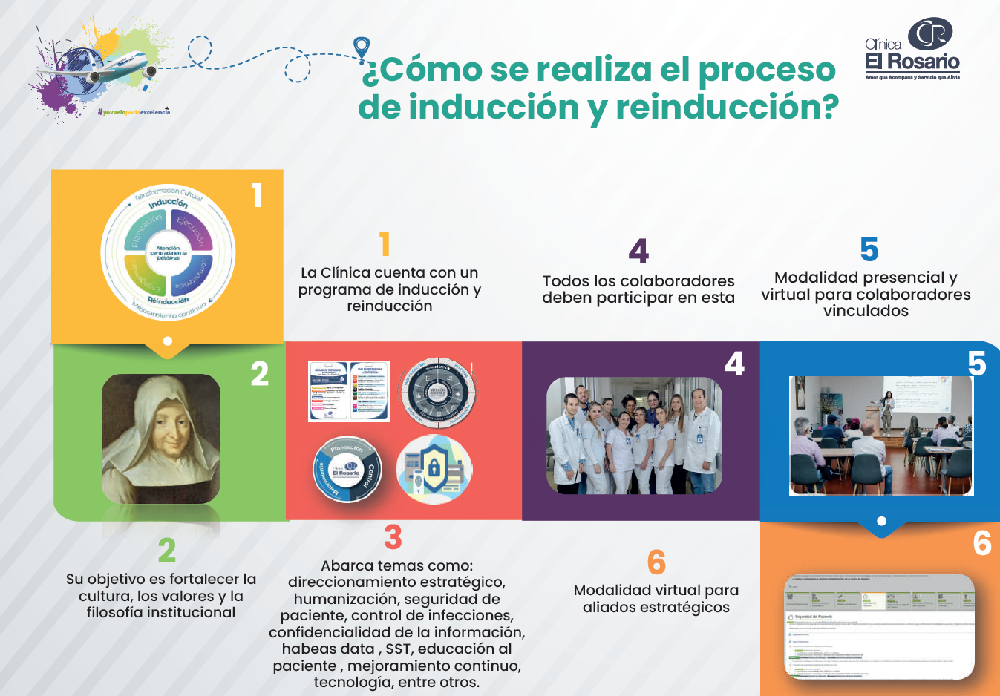 #yovueloporlaexcelencia
¿Cómo se realiza el proceso
de inducción y reinducción?
Clínica
El Rosario
Amor que Acompaña y Servicio que Alivia
1
Transformación Cultural
Inducción
Planeación
Ejecución
Atención
centrada en la
persona
Engagement
competencia
Reinducción
Mejoramiento continuo
1
La Clínica cuenta con un
programa de inducción y
reinducción
4
Todos los colaboradores
deben participar en esta
5
Modalidad presencial y
virtual para colaboradores
vinculados
2
Planeación
Control
Mejoramiento
Clínica
El Rosario
4
5
2
Su objetivo es fortalecer la
cultura, los valores y la
filosofía institucional
3
Abarca temas como:
direccionamiento estratégico,
humanización, seguridad de
paciente, control de infecciones,
confidencialidad de la información,
habeas data , SST, educación al
paciente , mejoramiento continuo,
tecnología, entre otros.
6
Modalidad virtual para
aliados estratégicos
6
Seguridad del Paciente